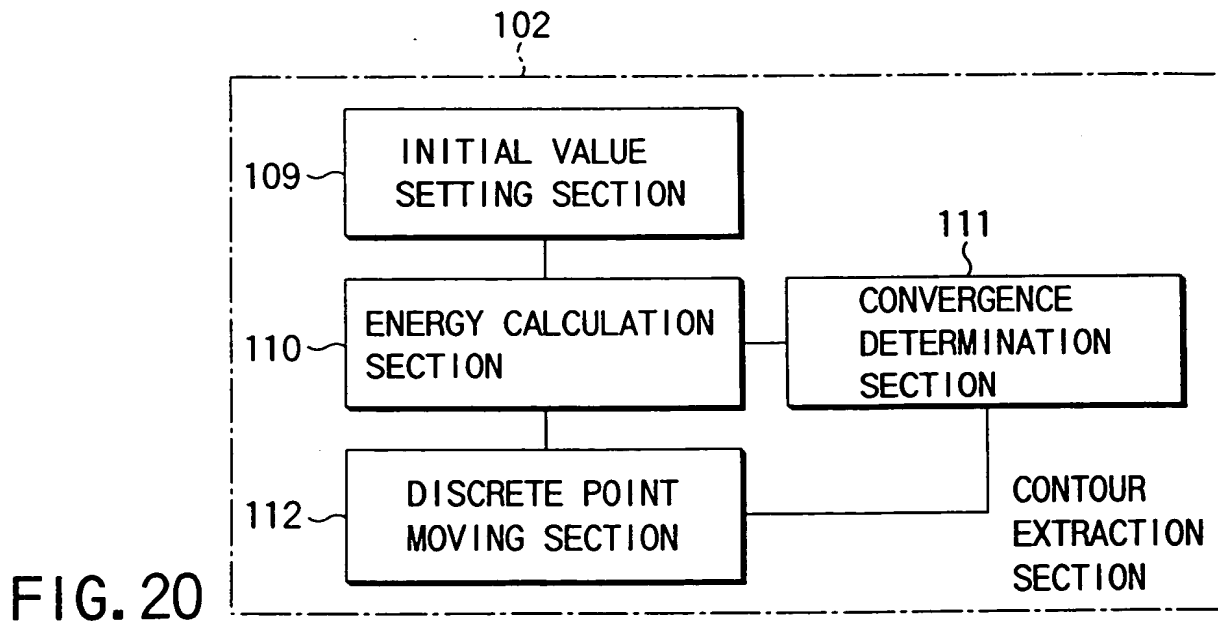 102
109
INITIAL VALUE
SETTING SECTION
111
110
ENERGY CALCULATION
SECTION
CONVERGENCE
DETERMINATION
SECTION
112
DISCRETE POINT
MOVING SECTION
CONTOUR
EXTRACTION
SECTION
FIG. 20